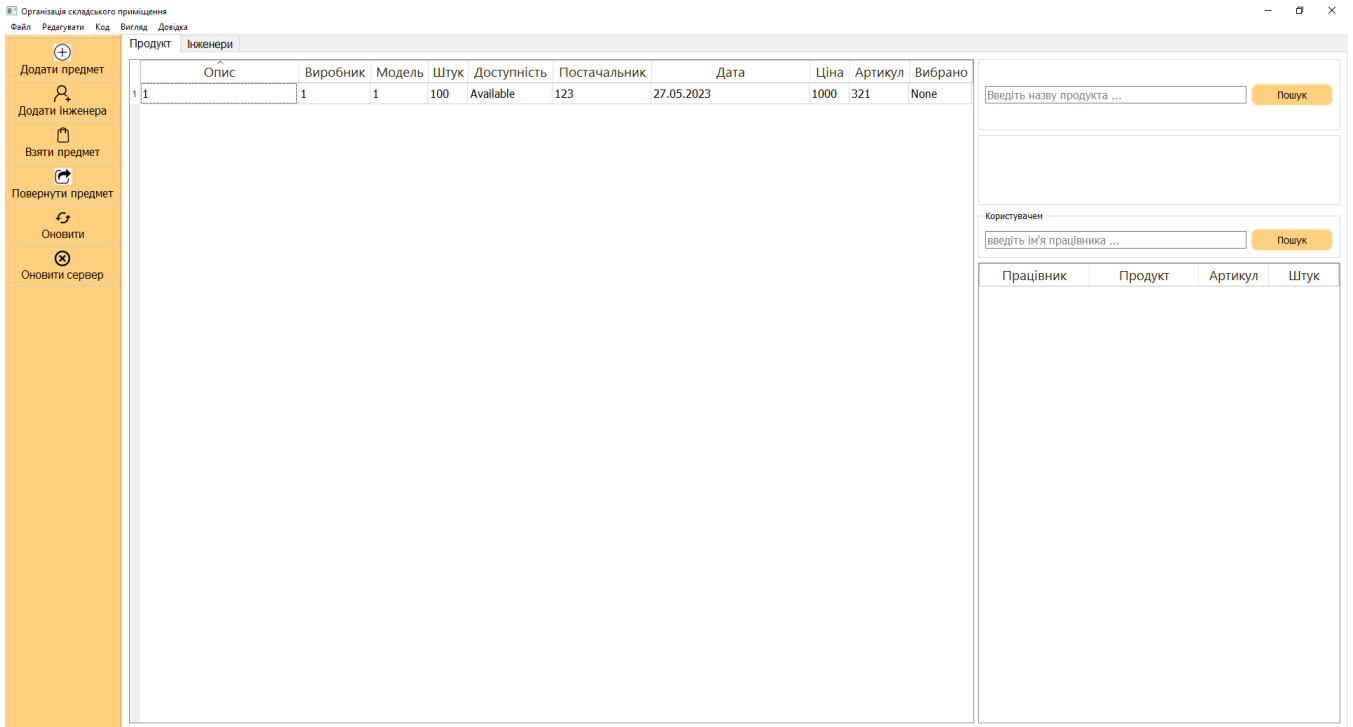 Організація складського приміщення
Файл Редагувати Код Вигляд Довідка
Додати предмет
Додати інженера
Взяти предмет
Повернути предмет
Оновити
Оновити сервер
Продукт Інженери
Опис Виробник Модель Штук Доступність Постачальник Дата Ціна Артикул Вибрано
1 1 1 1 100 Available 123 27.05.2023 1000 321 None
Введіть назву продукта ... Пошук
Користувачем
введіть ім'я працівника ... Пошук
Працівник Продукт Артикул Штук